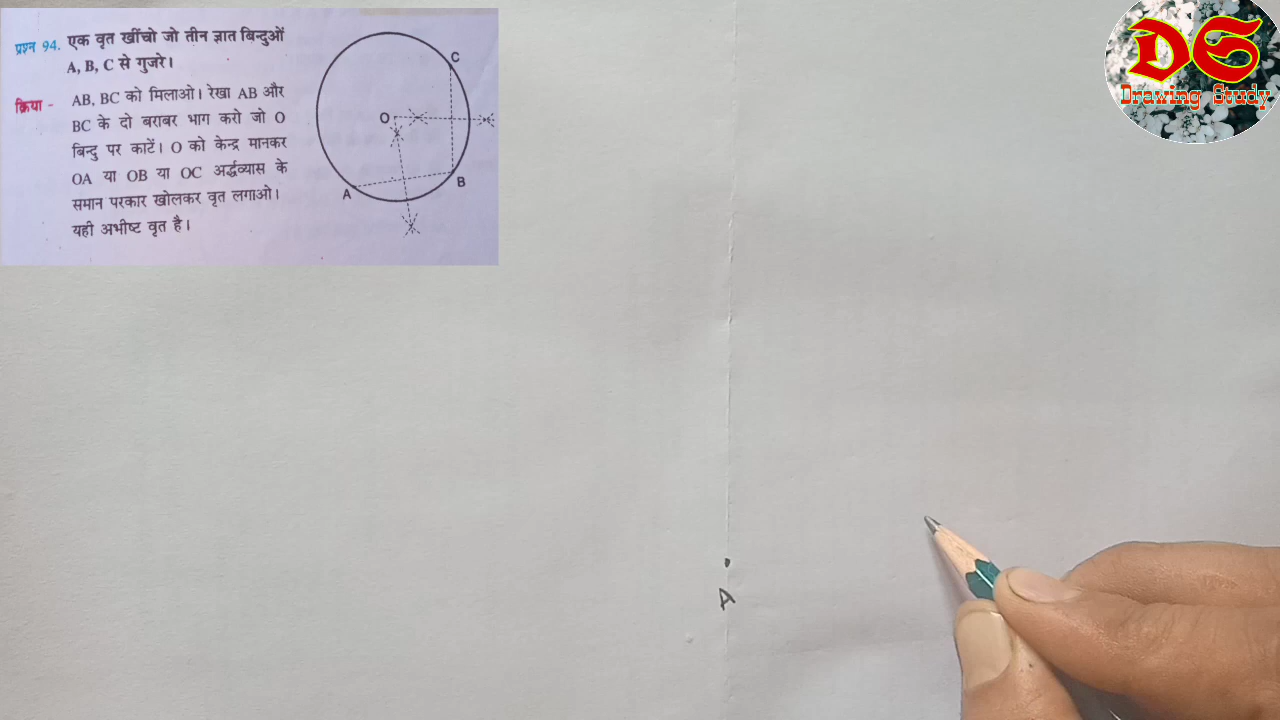 प्रश्न 94. एक वृत खींचो जो तीन ज्ञात बिन्दुओं
A, B, C से गुजरे।
क्रिया - AB, BC को मिलाओ। रेखा AB और
BC के दो बराबर भाग करो जो O
बिन्दु पर काटें। O को केन्द्र मानकर
OA या OB या OC अर्द्धव्यास के
समान परकार खोलकर वृत लगाओ।
यही अभीष्ट वृत है।
C
O
B
A
DS
Drawing Study
A